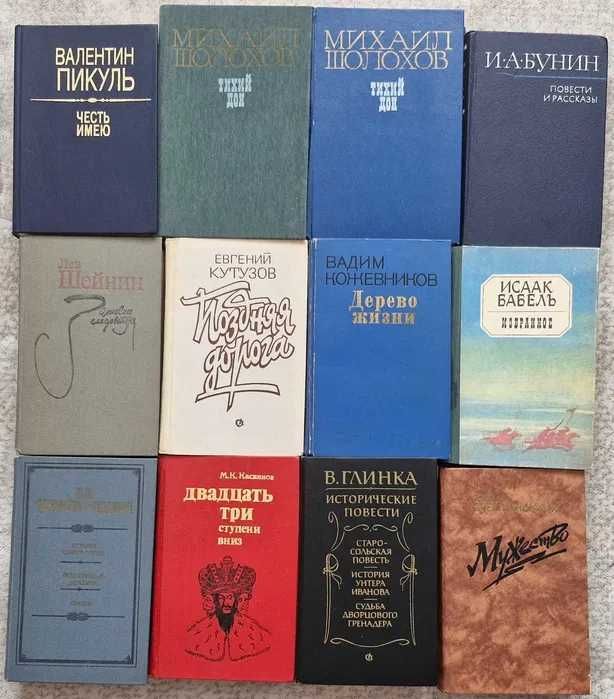 ВАЛЕНТИН
ПИКУЛЬ
ЧЕСТЬ
ИМЕЮ
МИХАИЛ
ШОЛОХОВ
ТИХИЙ
ДОН
МИХАИЛ
ШОЛОХОВ
ТИХИЙ
ДОН
И·А·БУНИН
ПОВЕСТИ
И РАССКАЗЫ
Лев
Шейнин
Записки
следователя
ЕВГЕНИЙ
КУТУЗОВ
Поздняя
дорога
ВАДИМ
КОЖЕВНИКОВ
Дерево
жизни
ИСААК
БАБЕЛЬ
ИЗБРАННОЕ
М. К. Касвинов
ДВАДЦАТЬ
ТРИ
СТУПЕНИ
ВНИЗ
В. ГЛИНКА
ИСТОРИЧЕСКИЕ
ПОВЕСТИ
СТАРО-
СОЛЬСКАЯ
ПОВЕСТЬ
ИСТОРИЯ
УНТЕРА
ИВАНОВА
СУДЬБА
ДВОРЦОВОГО
ГРЕНАДЕРА
Мужество